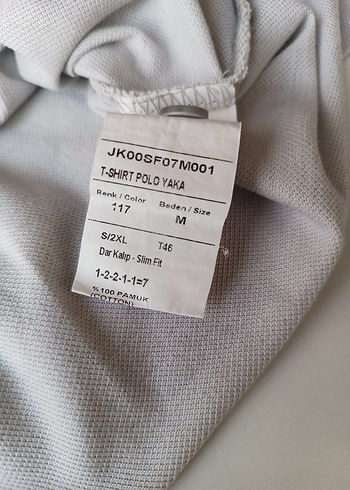 JK00SF07M001
T-SHIRT POLO YAKA
Renk / Color Beden / Size
117 M
S/2XL T46
Dar Kalıp - Slim Fit
1-2-2-1-1=7
%100 PAMUK
(COTTON)